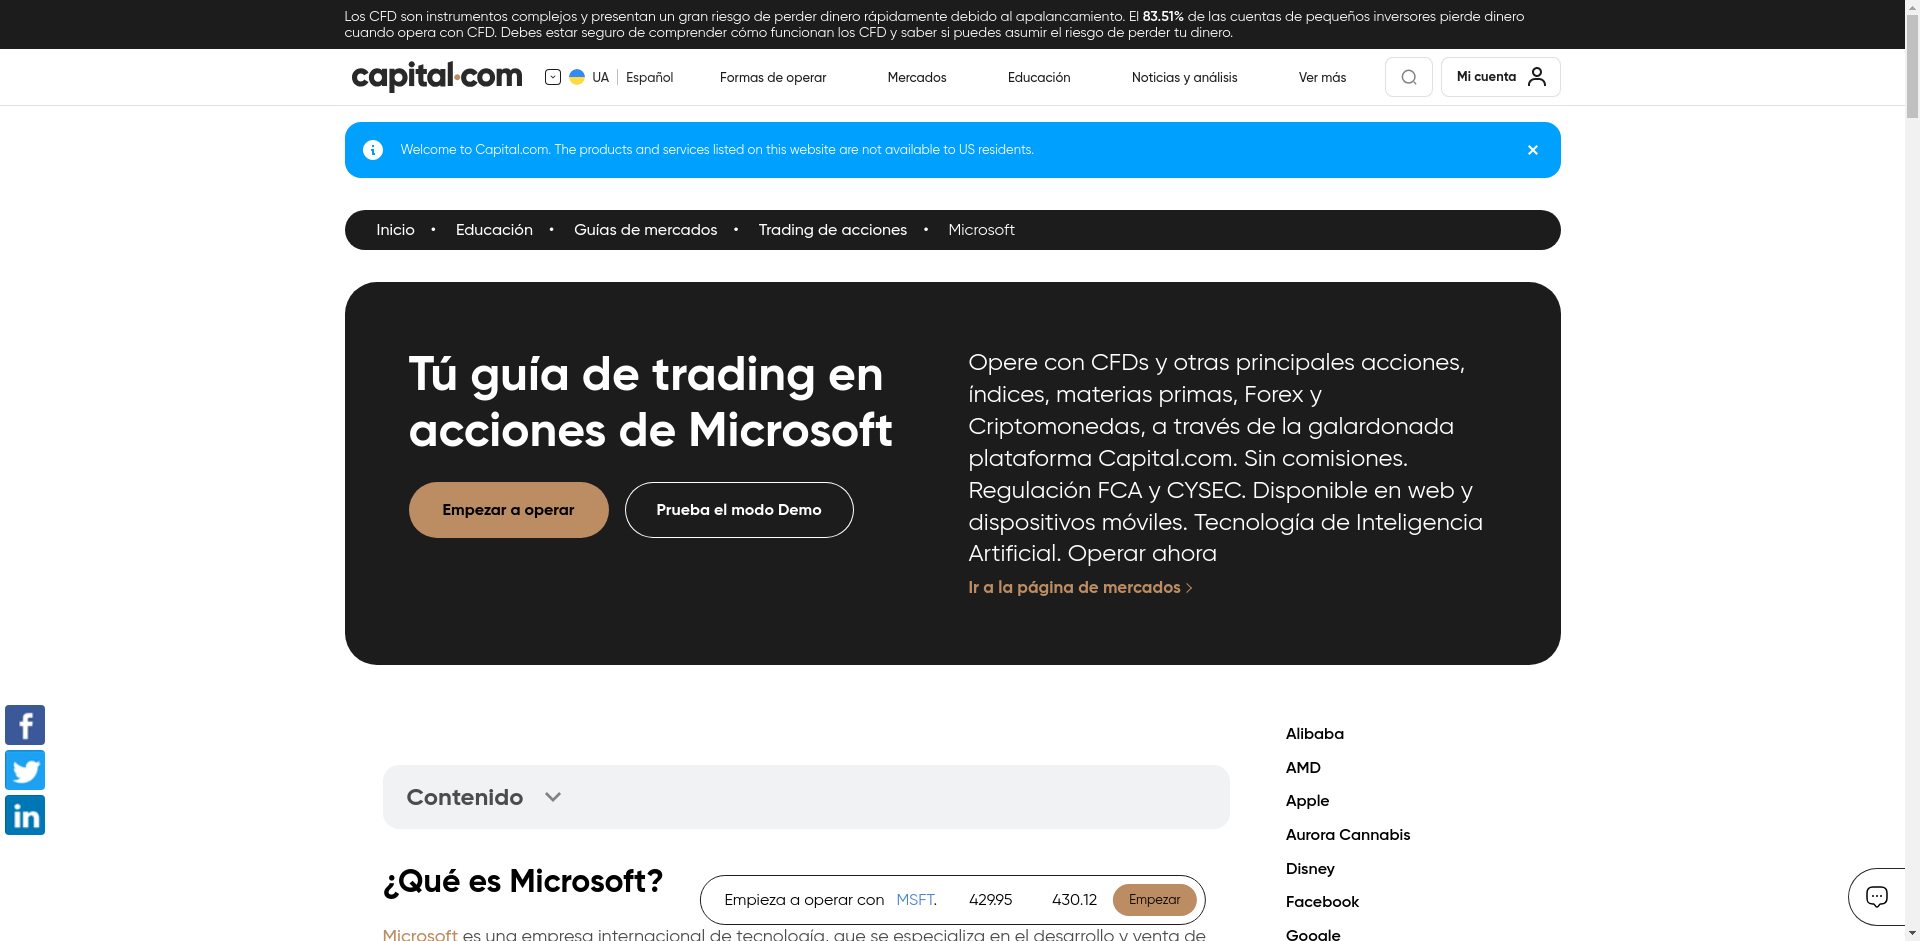 Los CFD son instrumentos complejos y presentan un gran riesgo de perder dinero rápidamente debido al apalancamiento. El 83.51% de las cuentas de pequeños inversores pierde dinero
cuando opera con CFD. Debes estar seguro de comprender cómo funcionan los CFD y saber si puedes asumir el riesgo de perder tu dinero.
capital.com UA Español Formas de operar Mercados Educación Noticias y análisis Ver más Mi cuenta
Welcome to Capital.com. The products and services listed on this website are not available to US residents.
Inicio • Educación • Guías de mercados • Trading de acciones • Microsoft
Tú guía de trading en
acciones de Microsoft
Empezar a operar Prueba el modo Demo
Opere con CFDs y otras principales acciones,
índices, materias primas, Forex y
Criptomonedas, a través de la galardonada
plataforma Capital.com. Sin comisiones.
Regulación FCA y CYSEC. Disponible en web y
dispositivos móviles. Tecnología de Inteligencia
Artificial. Operar ahora
Ir a la página de mercados
Contenido
¿Qué es Microsoft?
Empieza a operar con MSFT. 429.95 430.12 Empezar
Microsoft es una empresa internacional de tecnología, que se especializa en el desarrollo y venta de
Alibaba
AMD
Apple
Aurora Cannabis
Disney
Facebook
Google